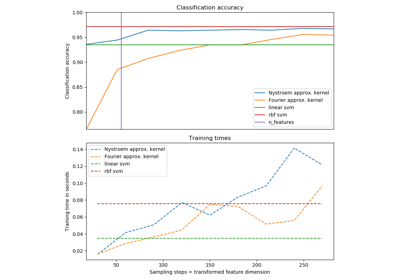 Classification accuracy
1.00
0.95
0.90
0.85
0.80
Classification accuracy
Nystroem approx. kernel
Fourier approx. kernel
linear svm
rbf svm
n_features
Training times
0.14
0.12
0.10
0.08
0.06
0.04
0.02
Training time in seconds
Nystroem approx. kernel
Fourier approx. kernel
linear svm
rbf svm
50 100 150 200 250
Sampling steps = transformed feature dimension